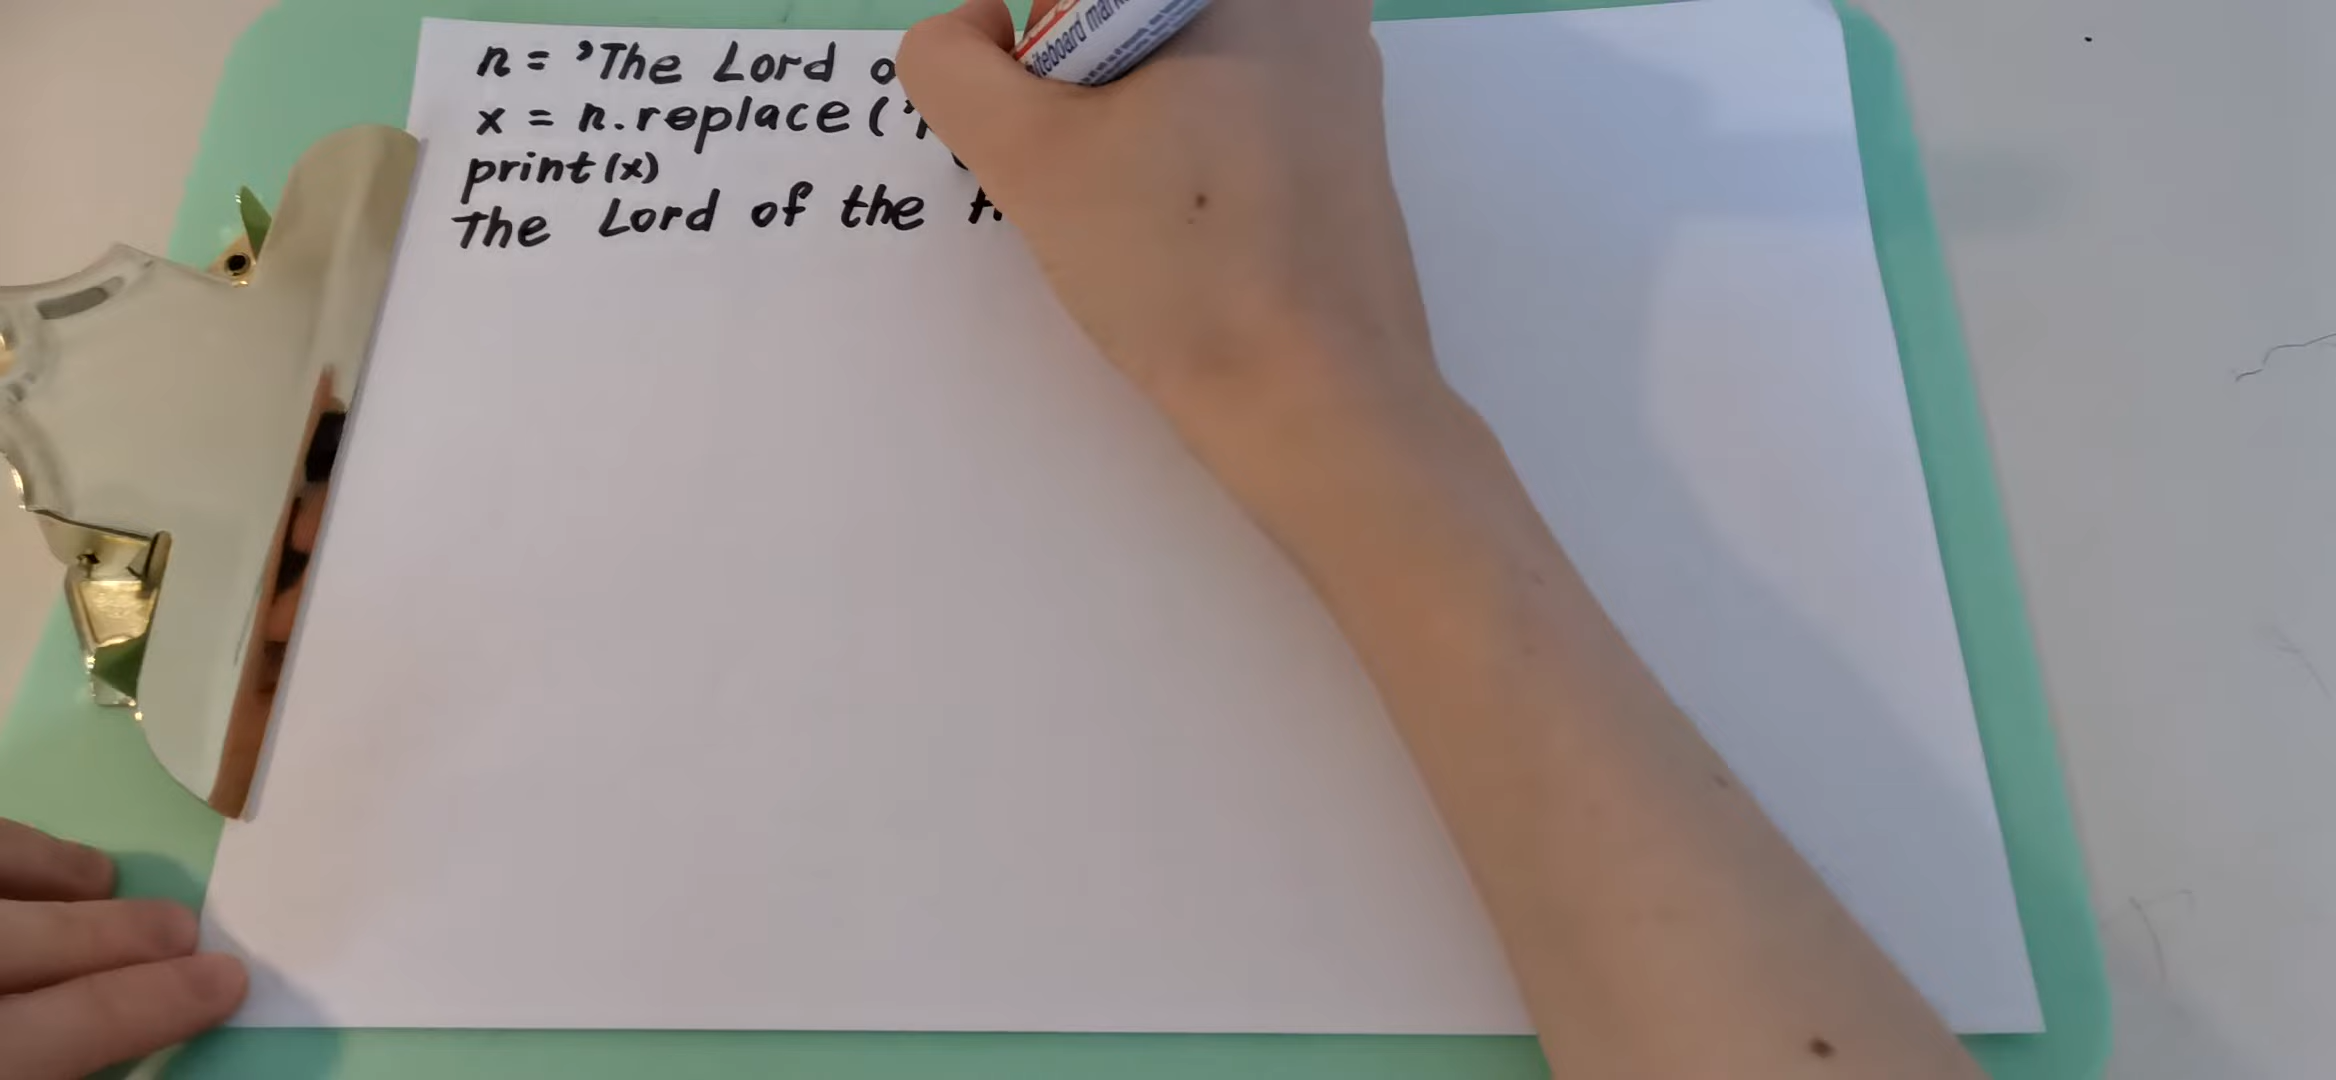 n = 'The Lord
x = n.replace('
print(x)
The Lord of the